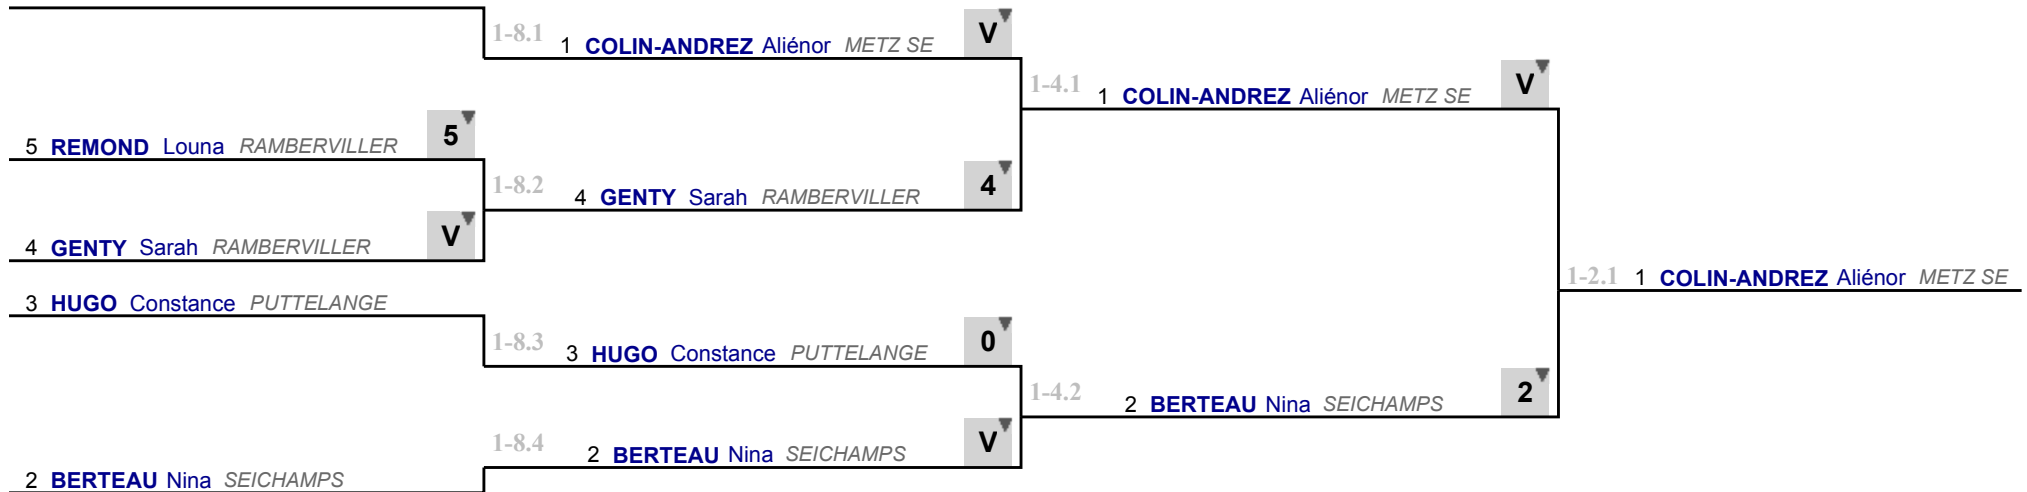 1-8.1 1 COLIN-ANDREZ Aliénor METZ SE V
1-4.1 1 COLIN-ANDREZ Aliénor METZ SE V
5 REMOND Louna RAMBERVILLER 5
1-8.2 4 GENTY Sarah RAMBERVILLER 4
4 GENTY Sarah RAMBERVILLER V
1-2.1 1 COLIN-ANDREZ Aliénor METZ SE
3 HUGO Constance PUTTELANGE
1-8.3 3 HUGO Constance PUTTELANGE 0
1-4.2 2 BERTEAU Nina SEICHAMPS 2
1-8.4 2 BERTEAU Nina SEICHAMPS V
2 BERTEAU Nina SEICHAMPS